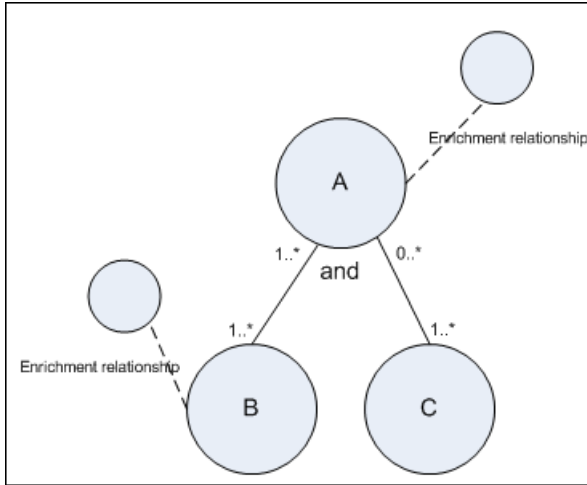 Enrichment relationship
A
1..*
0..*
and
1..*
1..*
Enrichment relationship
B
C